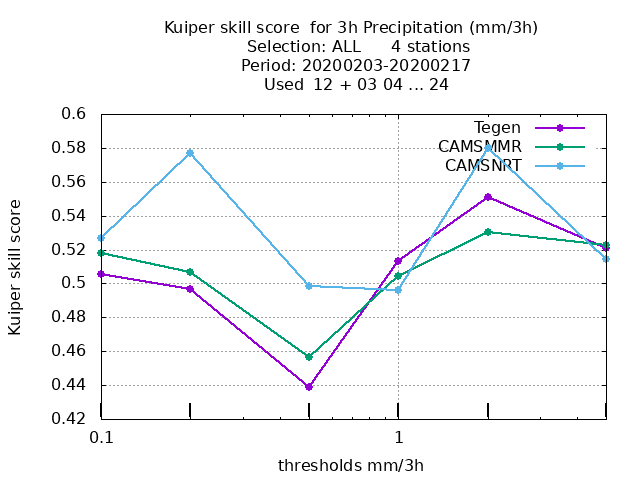 Kuiper skill score  for 3h Precipitation (mm/3h)
Selection: ALL      4 stations
Period: 20200203-20200217
Used  12 + 03 04 ... 24
Tegen
CAMSMMR
CAMSNRT
0.6
0.58
0.56
0.54
0.52
0.5
0.48
0.46
0.44
0.42
Kuiper skill score
0.1
1
thresholds mm/3h